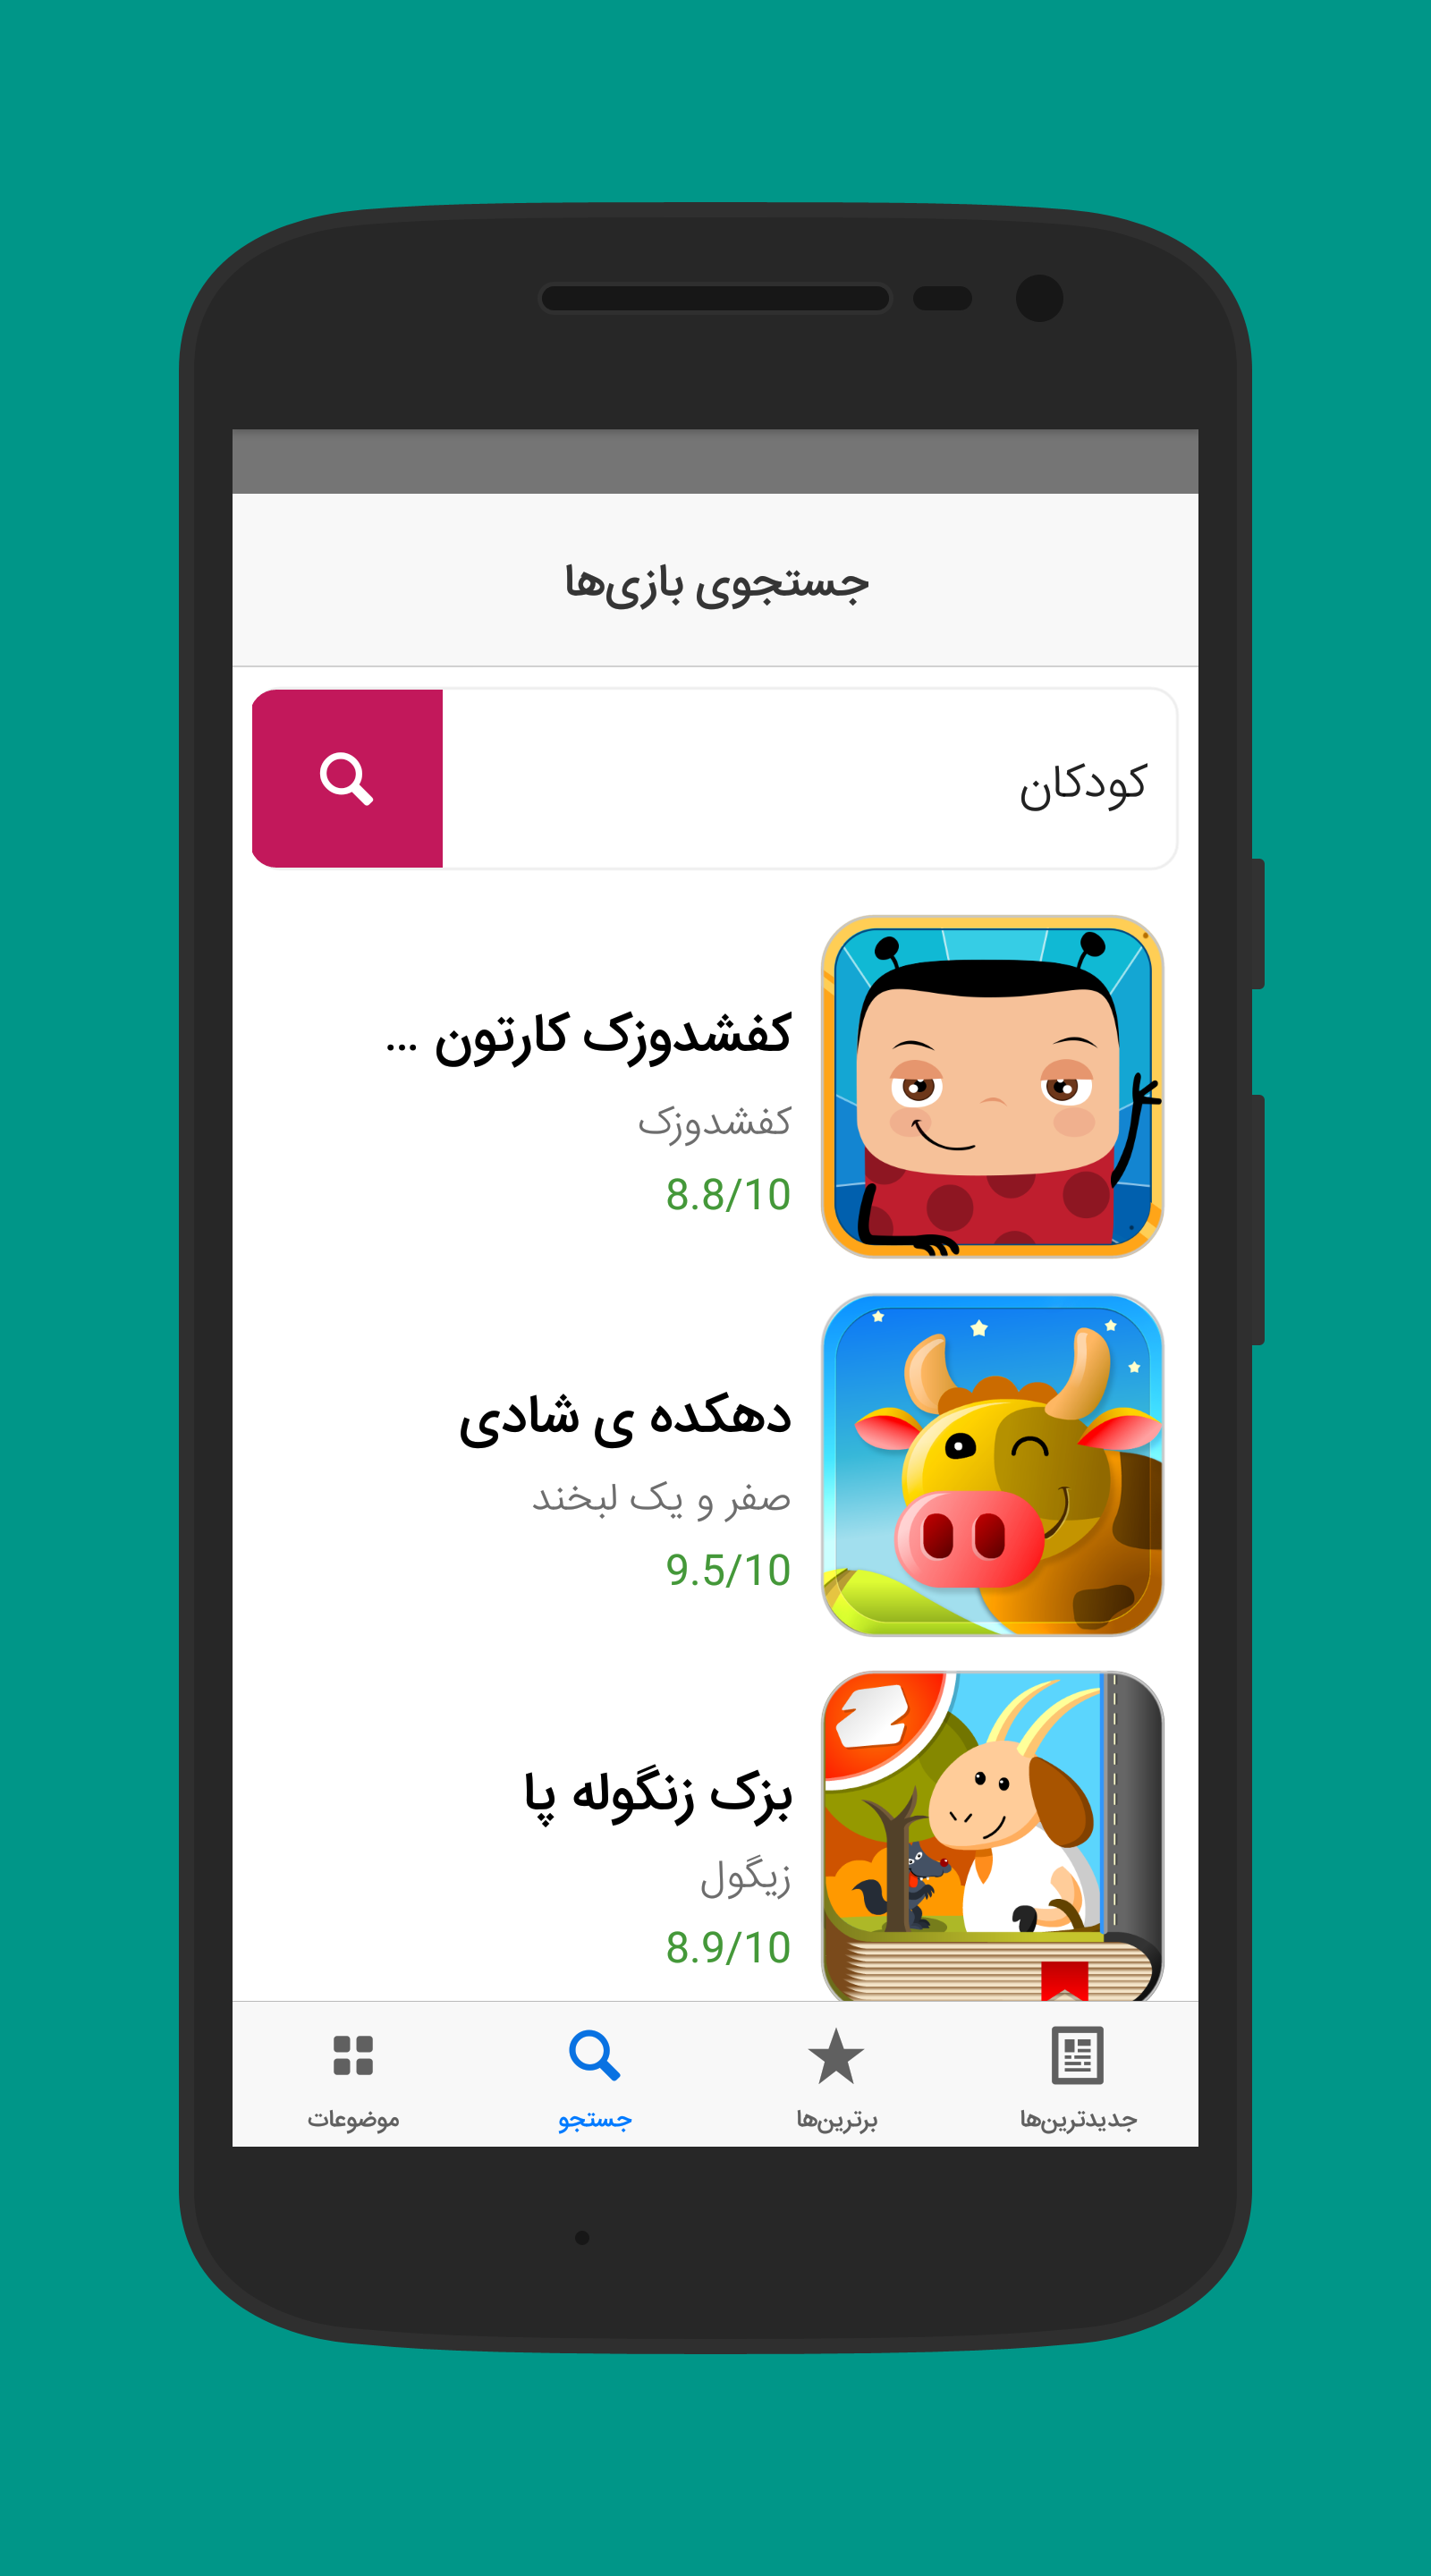 جستجوی بازی‌ها
کودکان
کفشدوزک کارتون ...
کفشدوزک
8.8/10
دهکده ی شادی
صفر و یک لبخند
9.5/10
بزک زنگوله پا
زیگول
8.9/10
جدیدترین‌ها
برترین‌ها
جستجو
موضوعات